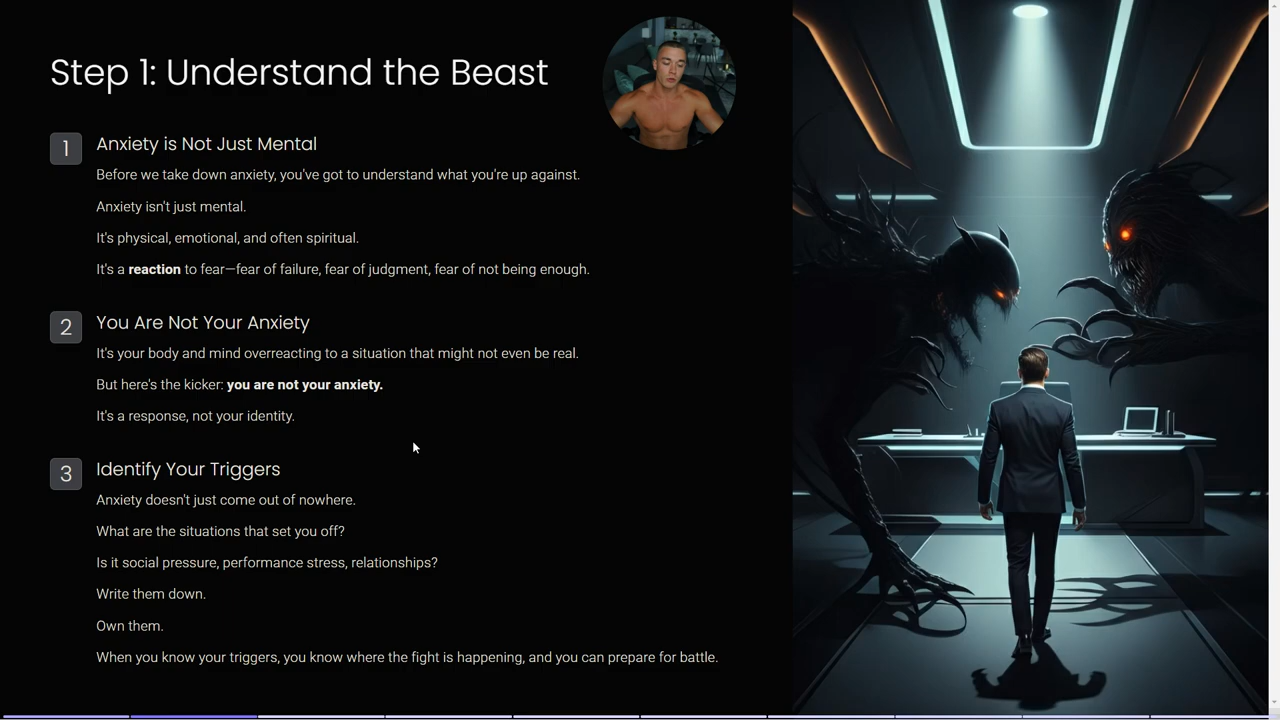 Step 1: Understand the Beast
1
Anxiety is Not Just Mental
Before we take down anxiety, you've got to understand what you're up against.
Anxiety isn't just mental.
It's physical, emotional, and often spiritual.
It's a reaction to fear—fear of failure, fear of judgment, fear of not being enough.
2
You Are Not Your Anxiety
It's your body and mind overreacting to a situation that might not even be real.
But here's the kicker: you are not your anxiety.
It's a response, not your identity.
3
Identify Your Triggers
Anxiety doesn't just come out of nowhere.
What are the situations that set you off?
Is it social pressure, performance stress, relationships?
Write them down.
Own them.
When you know your triggers, you know where the fight is happening, and you can prepare for battle.